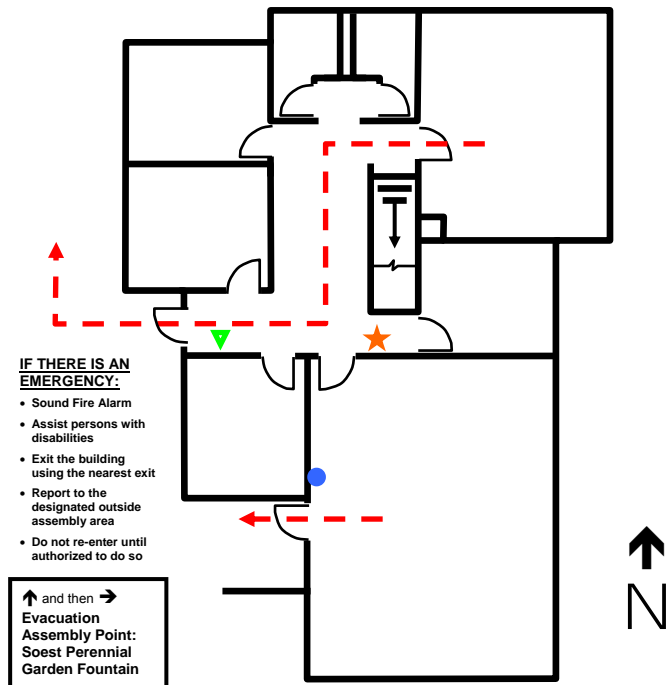 IF THERE IS AN
EMERGENCY:
• Sound Fire Alarm
• Assist persons with
disabilities
• Exit the building
using the nearest exit
• Report to the
designated outside
assembly area
• Do not re-enter until
authorized to do so
🡹 and then 🡺
Evacuation
Assembly Point:
Soest Perennial
Garden Fountain
N